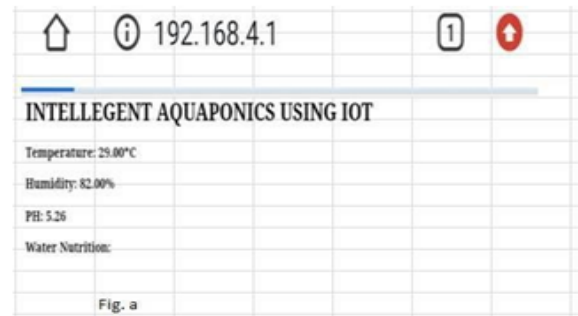 192.168.4.1 1
INTELLEGENT AQUAPONICS USING IOT
Temperature: 29.00°C
Humidity: 82.00%
PH: 5.26
Water Nutrition:
Fig. a